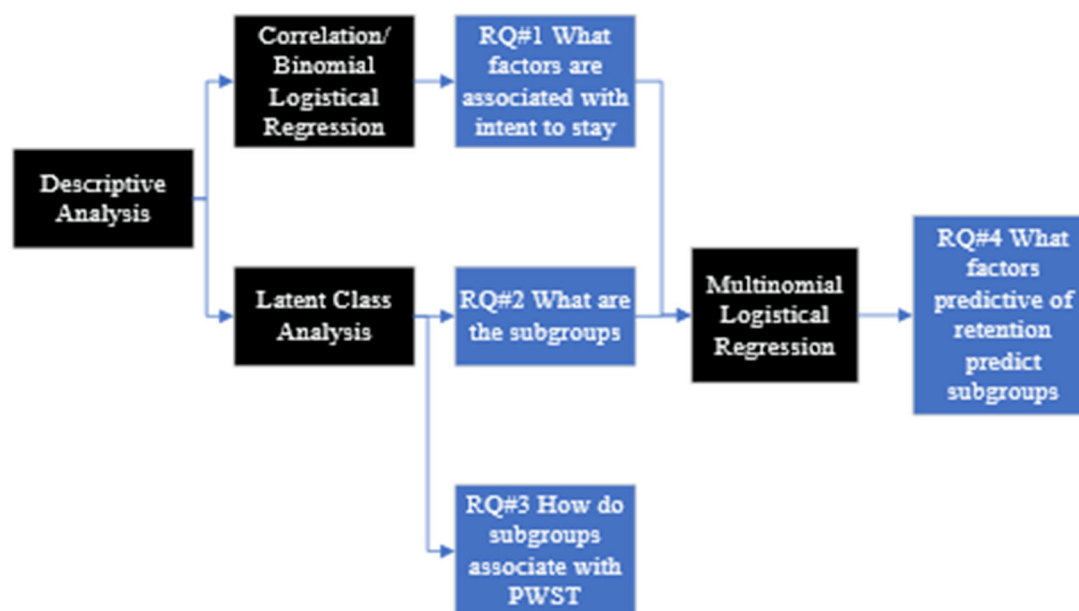 Descriptive
Analysis
Correlation/
Binomial
Logistical
Regression
RQ#1 What
factors are
associated with
intent to stay
Latent Class
Analysis
RQ#2 What are
the subgroups
RQ#3 How do
subgroups
associate with
PWST
Multinomial
Logistical
Regression
RQ#4 What
factors
predictive of
retention
predict
subgroups